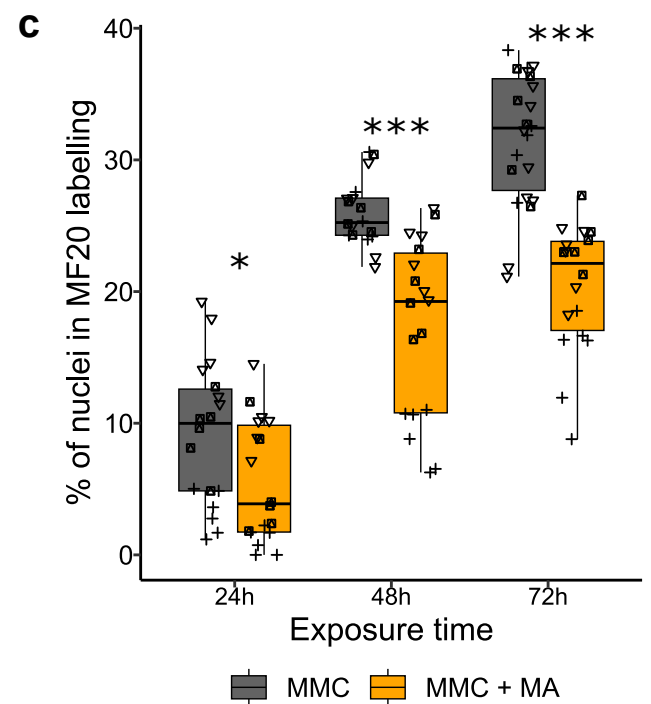 c
% of nuclei in MF20 labelling
40
30
20
10
0
*
***
***
24h
48h
72h
Exposure time
MMC
MMC + MA